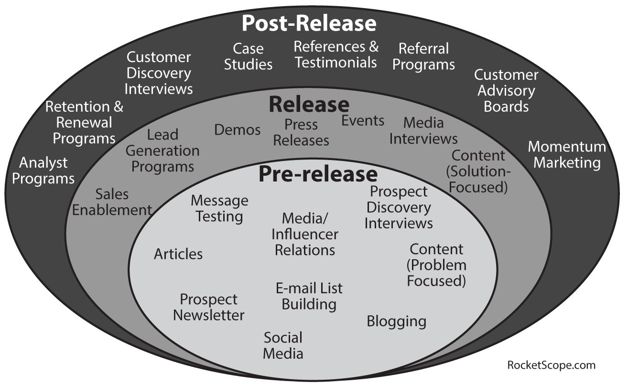 Post-Release
Customer
Discovery
Interviews
Case
Studies
References &
Testimonials
Referral
Programs
Customer
Advisory
Boards
Retention &
Renewal
Programs
Analyst
Programs
Momentum
Marketing
Release
Lead
Generation
Programs
Demos
Press
Releases
Events
Media
Interviews
Content
(Solution-
Focused)
Sales
Enablement
Pre-release
Message
Testing
Media/
Influencer
Relations
Prospect
Discovery
Interviews
Articles
Content
(Problem
Focused)
Prospect
Newsletter
E-mail List
Building
Blogging
Social
Media
RocketScope.com